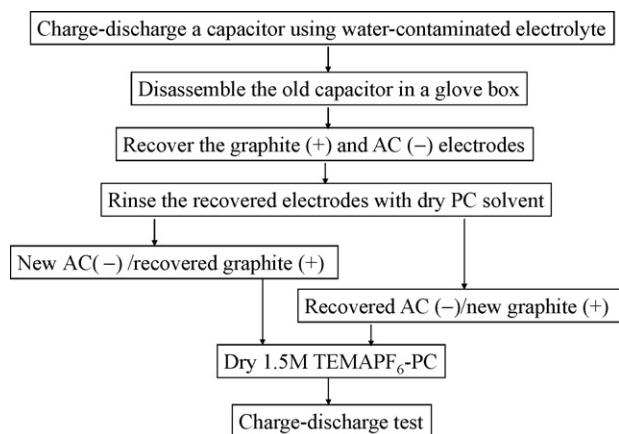 Charge-discharge a capacitor using water-contaminated electrolyte
Disassemble the old capacitor in a glove box
Recover the graphite (+) and AC (−) electrodes
Rinse the recovered electrodes with dry PC solvent
New AC(−) /recovered graphite (+)
Recovered AC (−)/new graphite (+)
Dry 1.5M TEMAPF₆-PC
Charge-discharge test